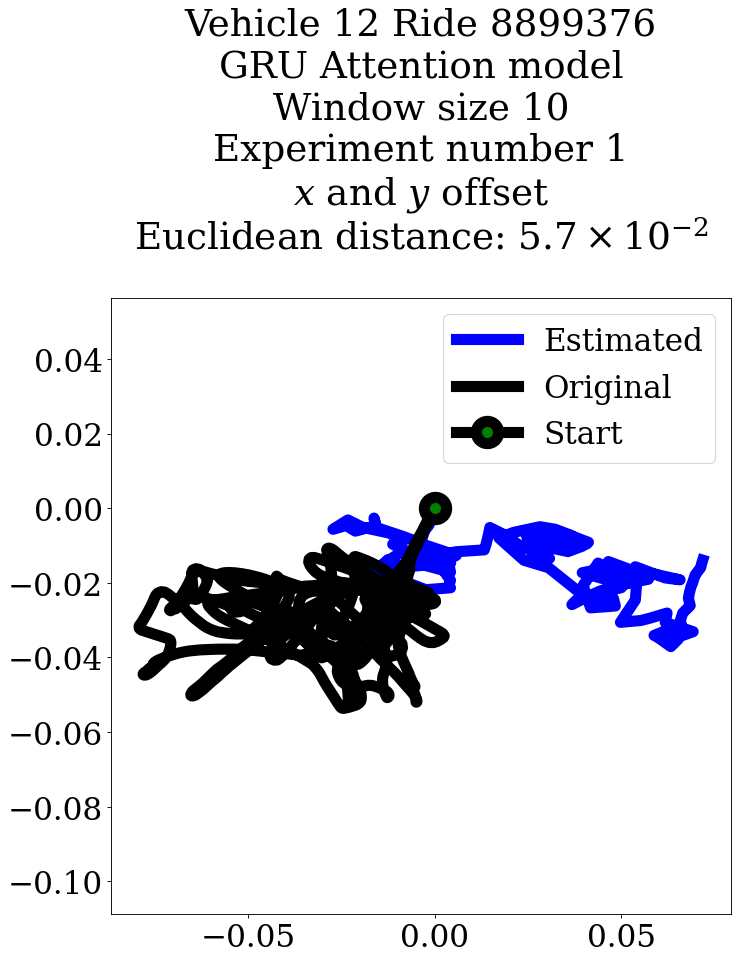 Vehicle 12 Ride 8899376
GRU Attention model
Window size 10
Experiment number 1
x and y offset
Euclidean distance: 5.7 × 10⁻²
Estimated
Original
Start
0.04
0.02
0.00
−0.02
−0.04
−0.06
−0.08
−0.10
−0.05 0.00 0.05